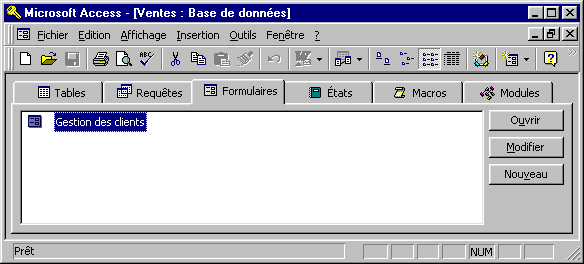 Microsoft Access - [Ventes : Base de données]
Fichier Edition Affichage Insertion Outils Fenêtre ?
Tables Requêtes Formulaires États Macros Modules
Gestion des clients
Ouvrir
Modifier
Nouveau
Prêt NUM